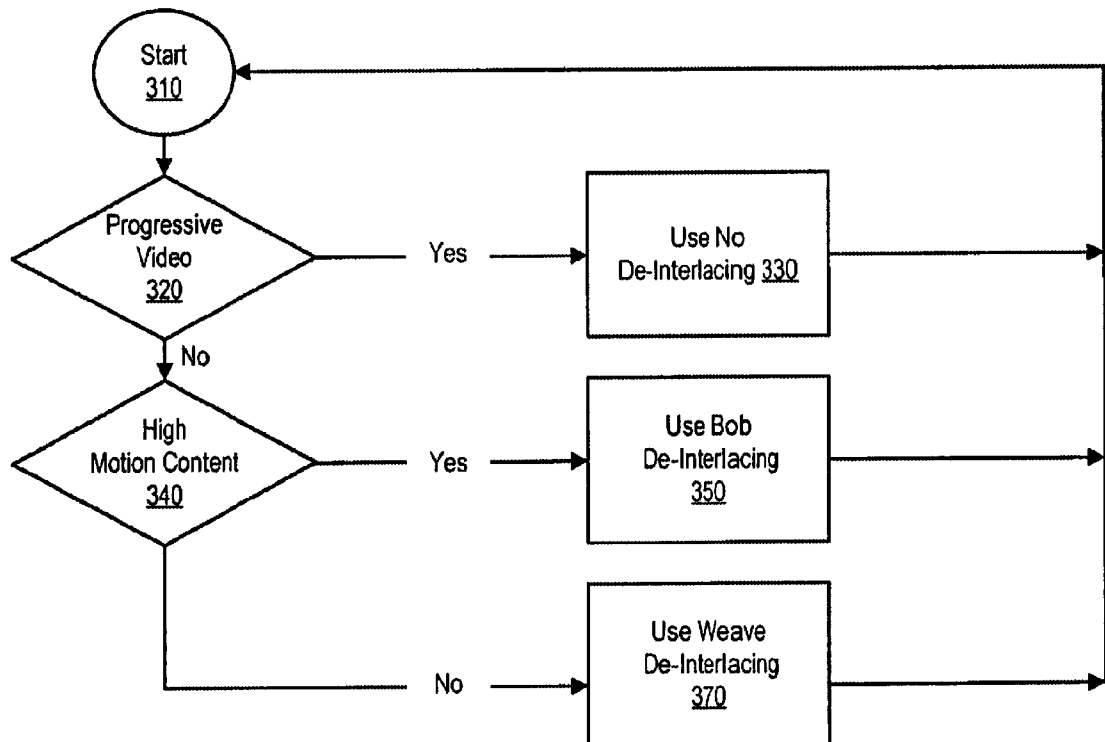 Start
310
Progressive
Video
320
Yes
Use No
De-Interlacing 330
No
High
Motion Content
340
Yes
Use Bob
De-Interlacing
350
No
Use Weave
De-Interlacing
370